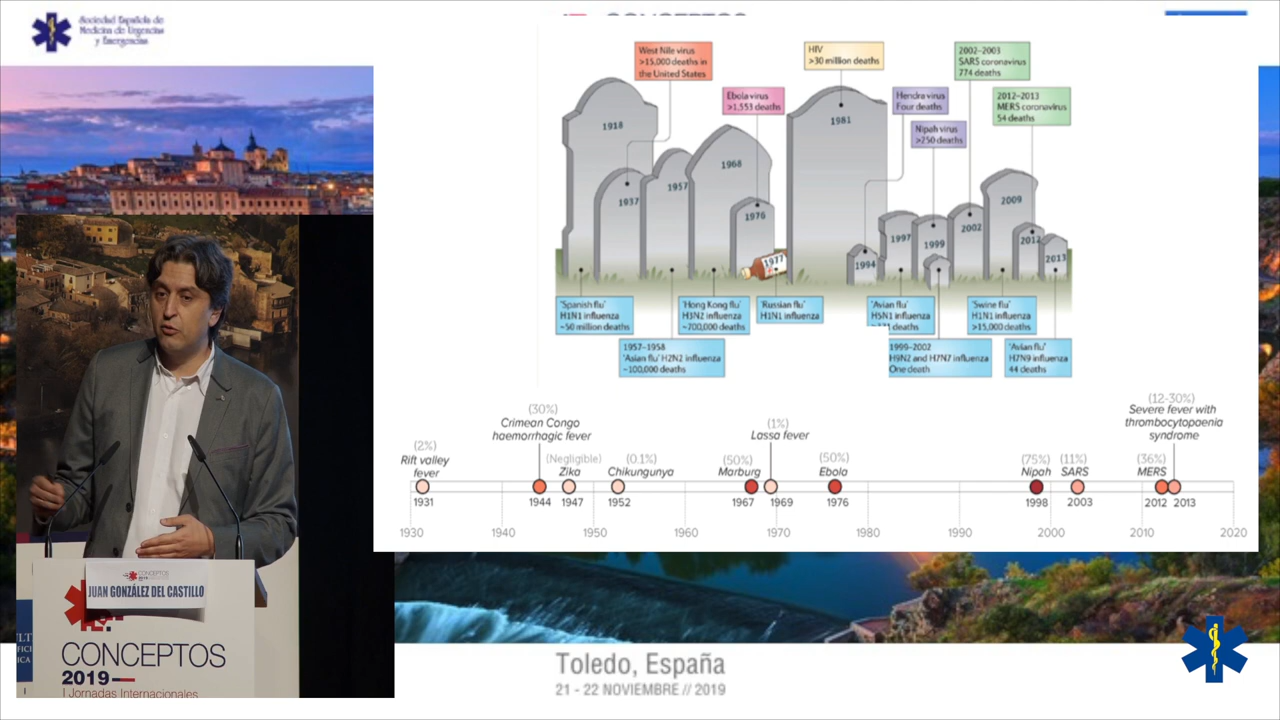 Sociedad Española de
Medicina de Urgencias
y Emergencias
CONCEPTOS
West Nile virus
>15,000 deaths in
the United States
HIV
>30 million deaths
2002–2003
SARS coronavirus
774 deaths
Ebola virus
>1,553 deaths
Hendra virus
Four deaths
2012–2013
MERS coronavirus
54 deaths
Nipah virus
>250 deaths
1918
1937
1957
1968
1976
1977
1981
1994
1997
1999
2002
2009
2012
2013
'Spanish flu'
H1N1 influenza
~50 million deaths
'Hong Kong flu'
H3N2 influenza
~700,000 deaths
'Russian flu'
H1N1 influenza
'Avian flu'
H5N1 influenza
deaths
'Swine flu'
H1N1 influenza
>15,000 deaths
1957–1958
'Asian flu' H2N2 influenza
~100,000 deaths
1999–2002
H9N2 and H7N7 influenza
One death
'Avian flu'
H7N9 influenza
44 deaths
(2%)
Rift valley
fever
1931
(30%)
Crimean Congo
haemorrhagic fever
1944
(Negligible)
Zika
1947
(0.1%)
Chikungunya
1952
(50%)
Marburg
1967
(1%)
Lassa fever
1969
(50%)
Ebola
1976
(75%)
Nipah
1998
(11%)
SARS
2003
(36%)
MERS
2012
(12-30%)
Severe fever with
thrombocytopaenia
syndrome
2013
1930 1940 1950 1960 1970 1980 1990 2000 2010 2020
CONCEPTOS
2019
JUAN GONZÁLEZ DEL CASTILLO
CONCEPTOS
2019
I Jornadas Internacionales
Toledo, España
21 - 22 NOVIEMBRE // 2019